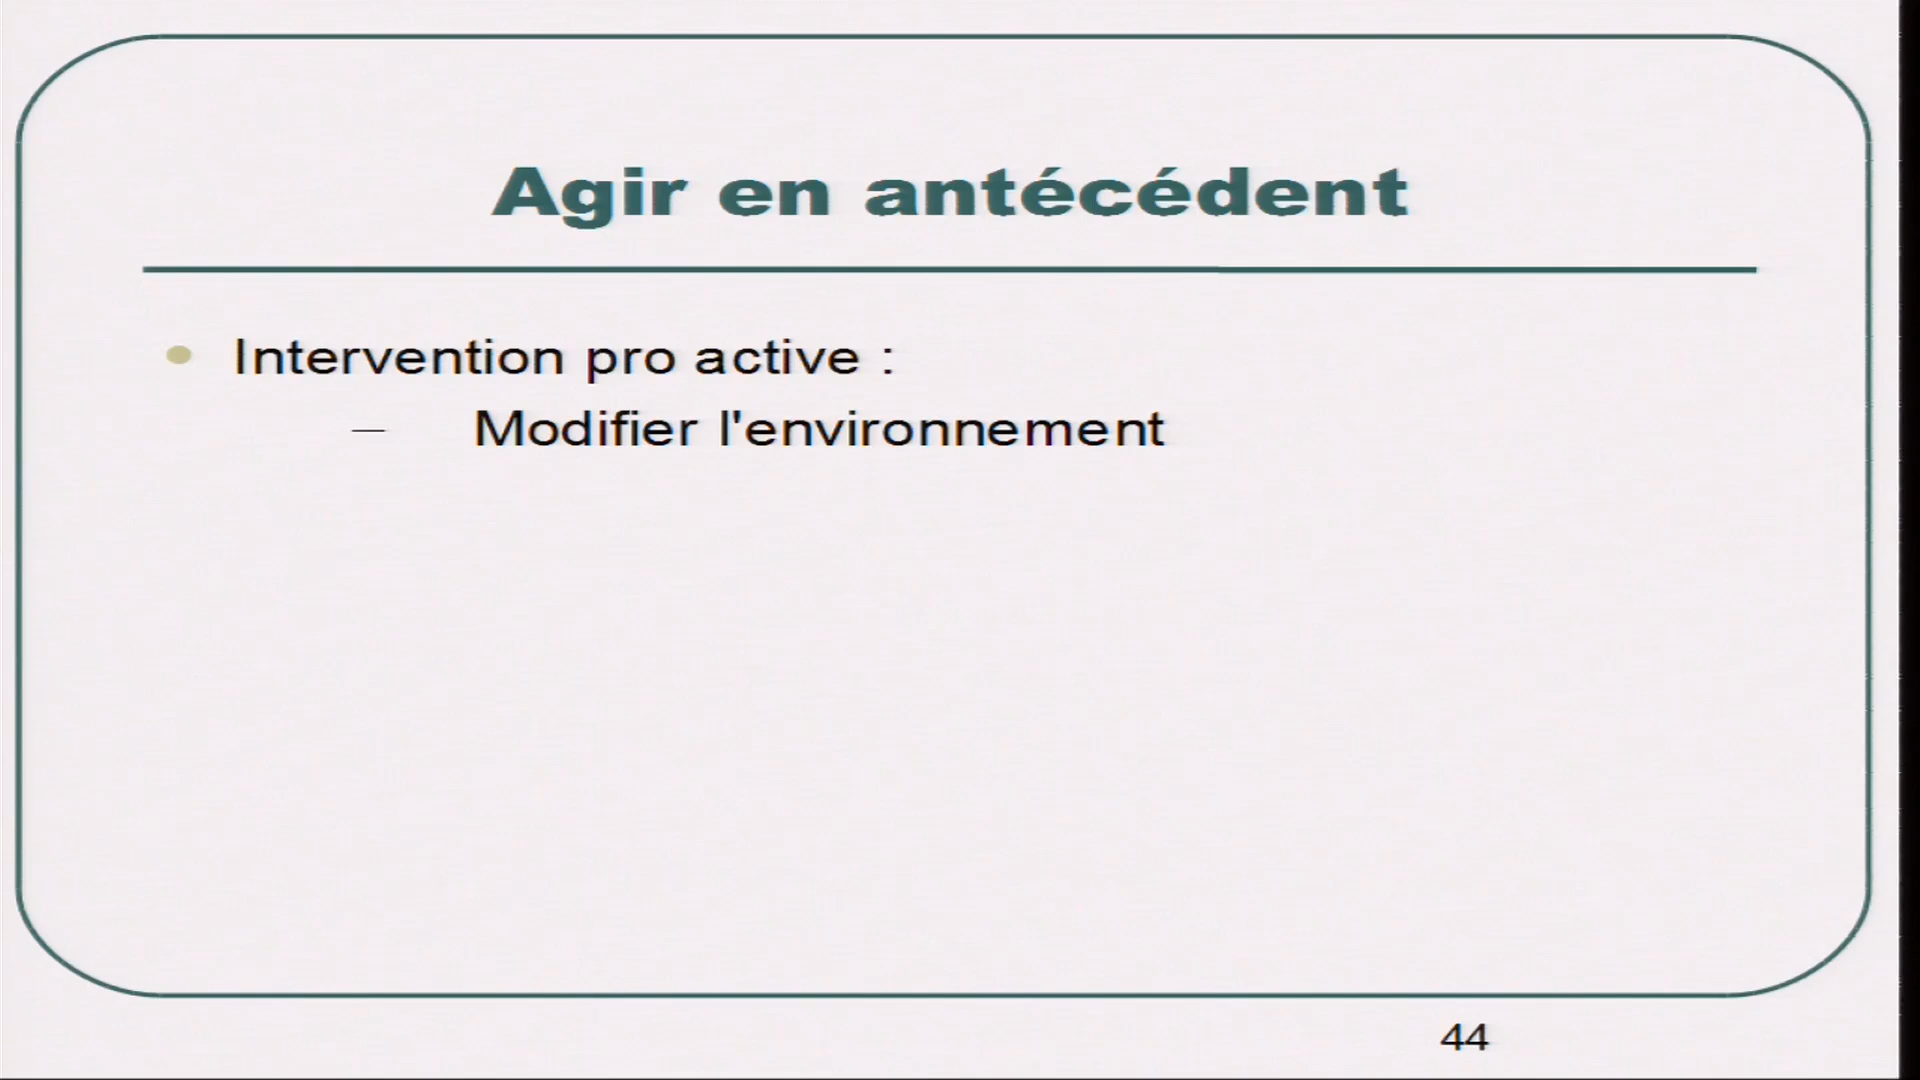 Agir en antécédent
Intervention pro active :
– Modifier l'environnement
44